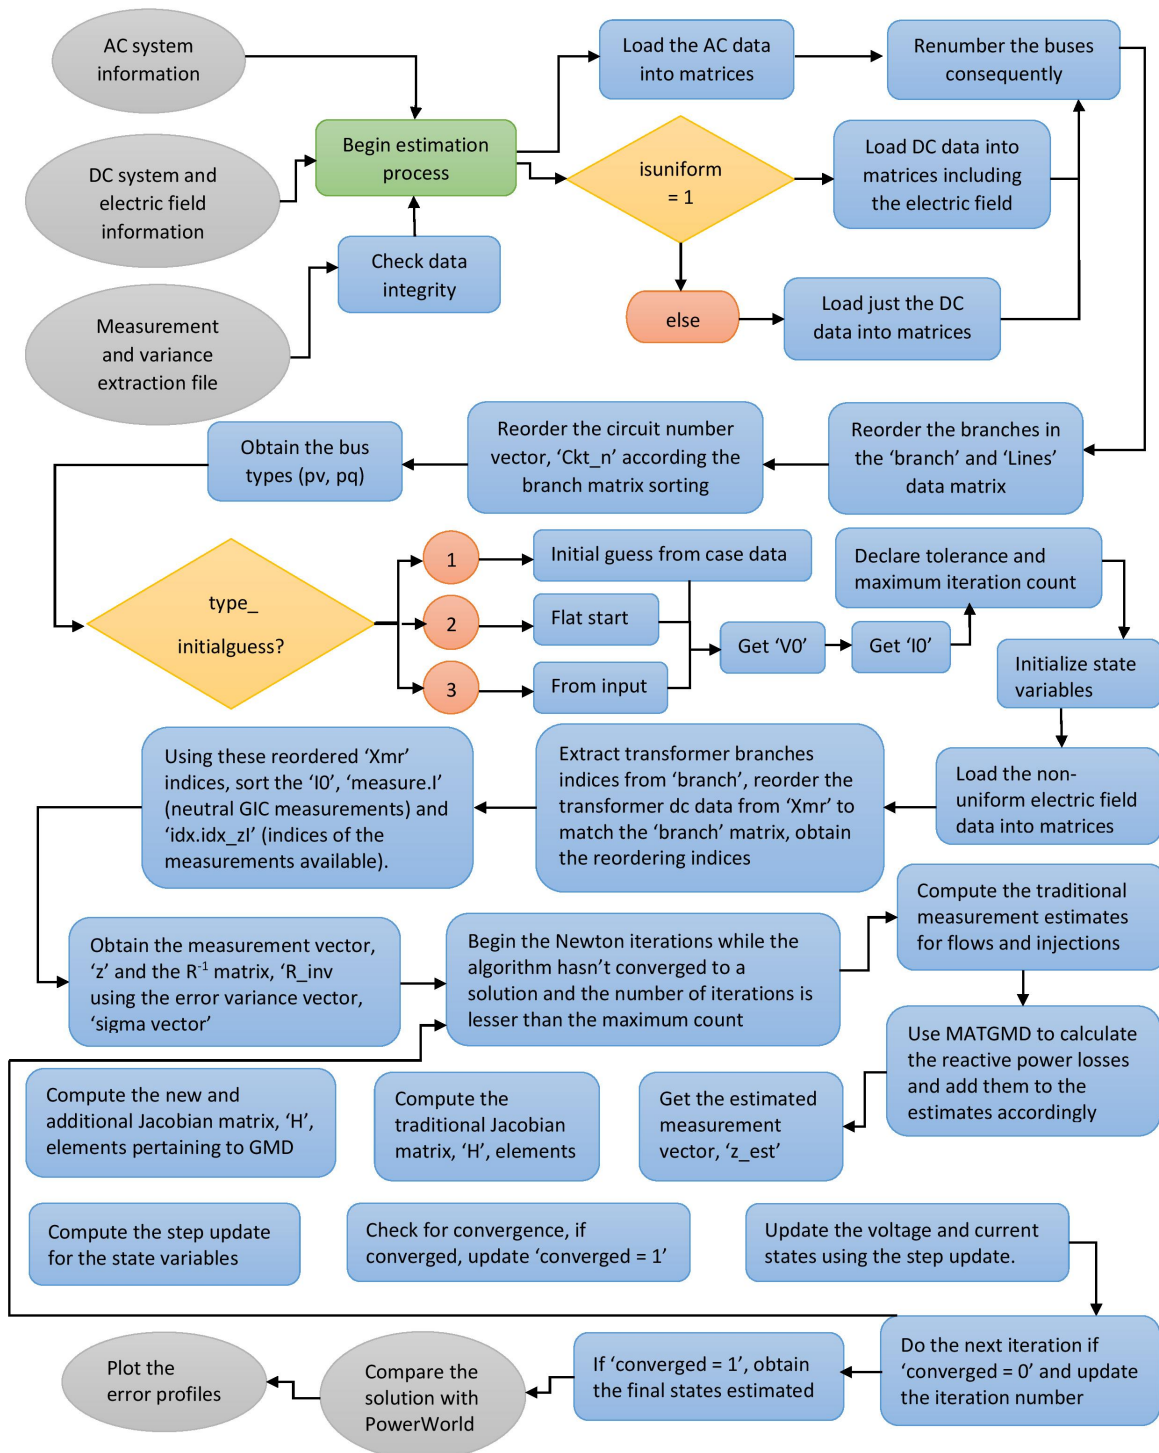 AC system
information
Load the AC data
into matrices
Renumber the buses
consequently
DC system and
electric field
information
Begin estimation
process
isuniform
= 1
Load DC data into
matrices including
the electric field
Check data
integrity
else
Load just the DC
data into matrices
Measurement
and variance
extraction file
Obtain the bus
types (pv, pq)
Reorder the circuit number
vector, ‘Ckt_n’ according the
branch matrix sorting
Reorder the branches in
the ‘branch’ and ‘Lines’
data matrix
type_
initialguess?
1
Initial guess from case data
2
Flat start
3
From input
Get ‘V0’
Get ‘I0’
Declare tolerance and
maximum iteration count
Initialize state
variables
Using these reordered ‘Xmr’
indices, sort the ‘I0’, ‘measure.I’
(neutral GIC measurements) and
‘idx.idx_zI’ (indices of the
measurements available).
Extract transformer branches
indices from ‘branch’, reorder the
transformer dc data from ‘Xmr’ to
match the ‘branch’ matrix, obtain
the reordering indices
Load the non-
uniform electric field
data into matrices
Obtain the measurement vector,
‘z’ and the R⁻¹ matrix, ‘R_inv
using the error variance vector,
‘sigma vector’
Begin the Newton iterations while the
algorithm hasn’t converged to a
solution and the number of iterations is
lesser than the maximum count
Compute the traditional
measurement estimates
for flows and injections
Use MATGMD to calculate
the reactive power losses
and add them to the
estimates accordingly
Compute the new and
additional Jacobian matrix, ‘H’,
elements pertaining to GMD
Compute the
traditional Jacobian
matrix, ‘H’, elements
Get the estimated
measurement
vector, ‘z_est’
Compute the step update
for the state variables
Check for convergence, if
converged, update ‘converged = 1’
Update the voltage and current
states using the step update.
Plot the
error profiles
Compare the
solution with
PowerWorld
If ‘converged = 1’, obtain
the final states estimated
Do the next iteration if
‘converged = 0’ and update
the iteration number